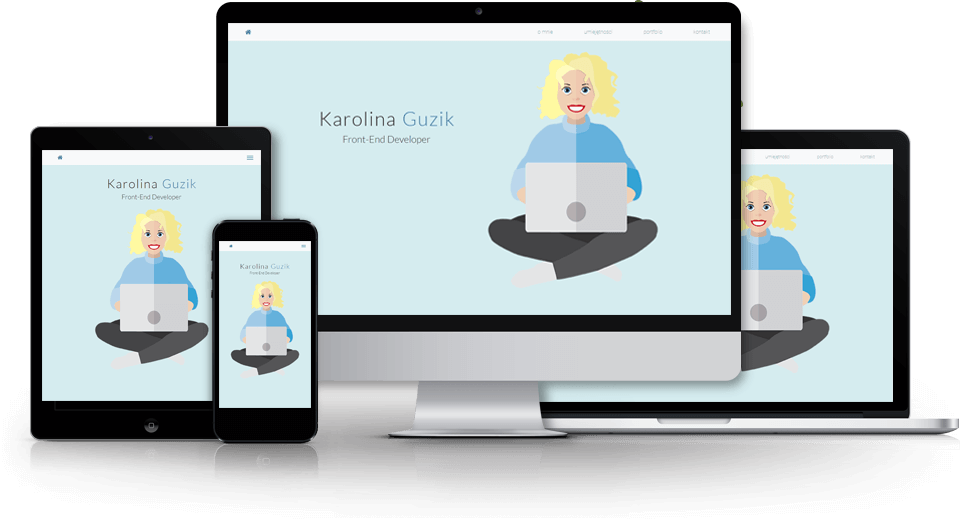 o mnie umiejętności portfolio kontakt
Karolina Guzik
Front-End Developer
Karolina Guzik
Front-End Developer
Karolina Guzik
Front-End Developer
umiejętności portfolio kontakt